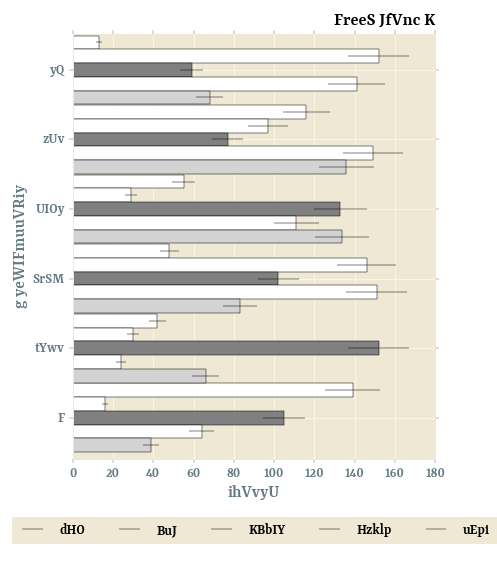 FreeS JfVnc K
yQ
zUv
UIOy
SrSM
tYwv
F
g yeWIFmuuVRiy
0 20 40 60 80 100 120 140 160 180
ihVvyU
dHO BuJ KBbIY Hzklp uEpi